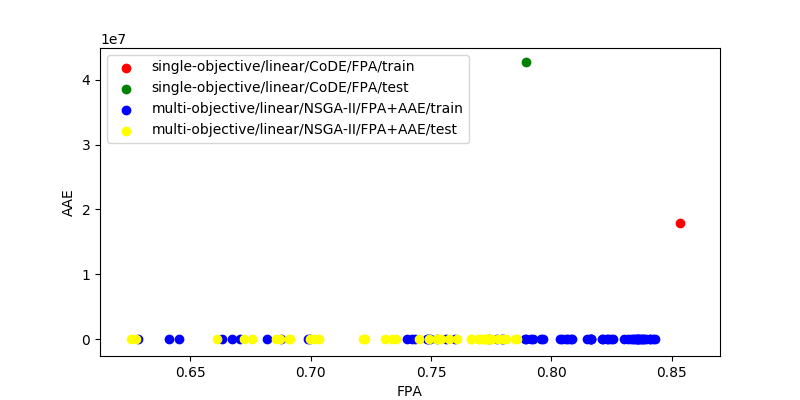 1e7
single-objective/linear/CoDE/FPA/train
single-objective/linear/CoDE/FPA/test
multi-objective/linear/NSGA-II/FPA+AAE/train
multi-objective/linear/NSGA-II/FPA+AAE/test
4
3
2
1
0
AAE
0.65 0.70 0.75 0.80 0.85
FPA